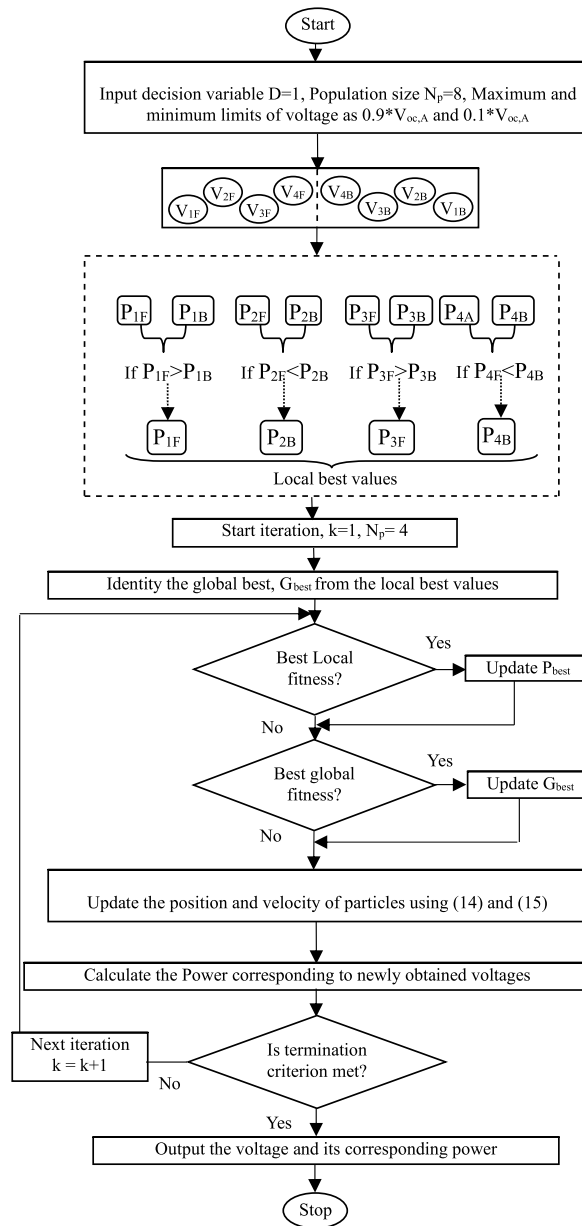 Start
Input decision variable D=1, Population size Np=8, Maximum and
minimum limits of voltage as 0.9*Voc,A and 0.1*Voc,A
V1F V2F V3F V4F V4B V3B V2B V1B
P1F P1B P2F P2B P3F P3B P4A P4B
If P1F>P1B If P2F<P2B If P3F>P3B If P4F<P4B
P1F P2B P3F P4B
Local best values
Start iteration, k=1, Np= 4
Identity the global best, Gbest from the local best values
Best Local
fitness?
Yes
Update Pbest
No
Best global
fitness?
Yes
Update Gbest
No
Update the position and velocity of particles using (14) and (15)
Calculate the Power corresponding to newly obtained voltages
Is termination
criterion met?
No
Next iteration
k = k+1
Yes
Output the voltage and its corresponding power
Stop